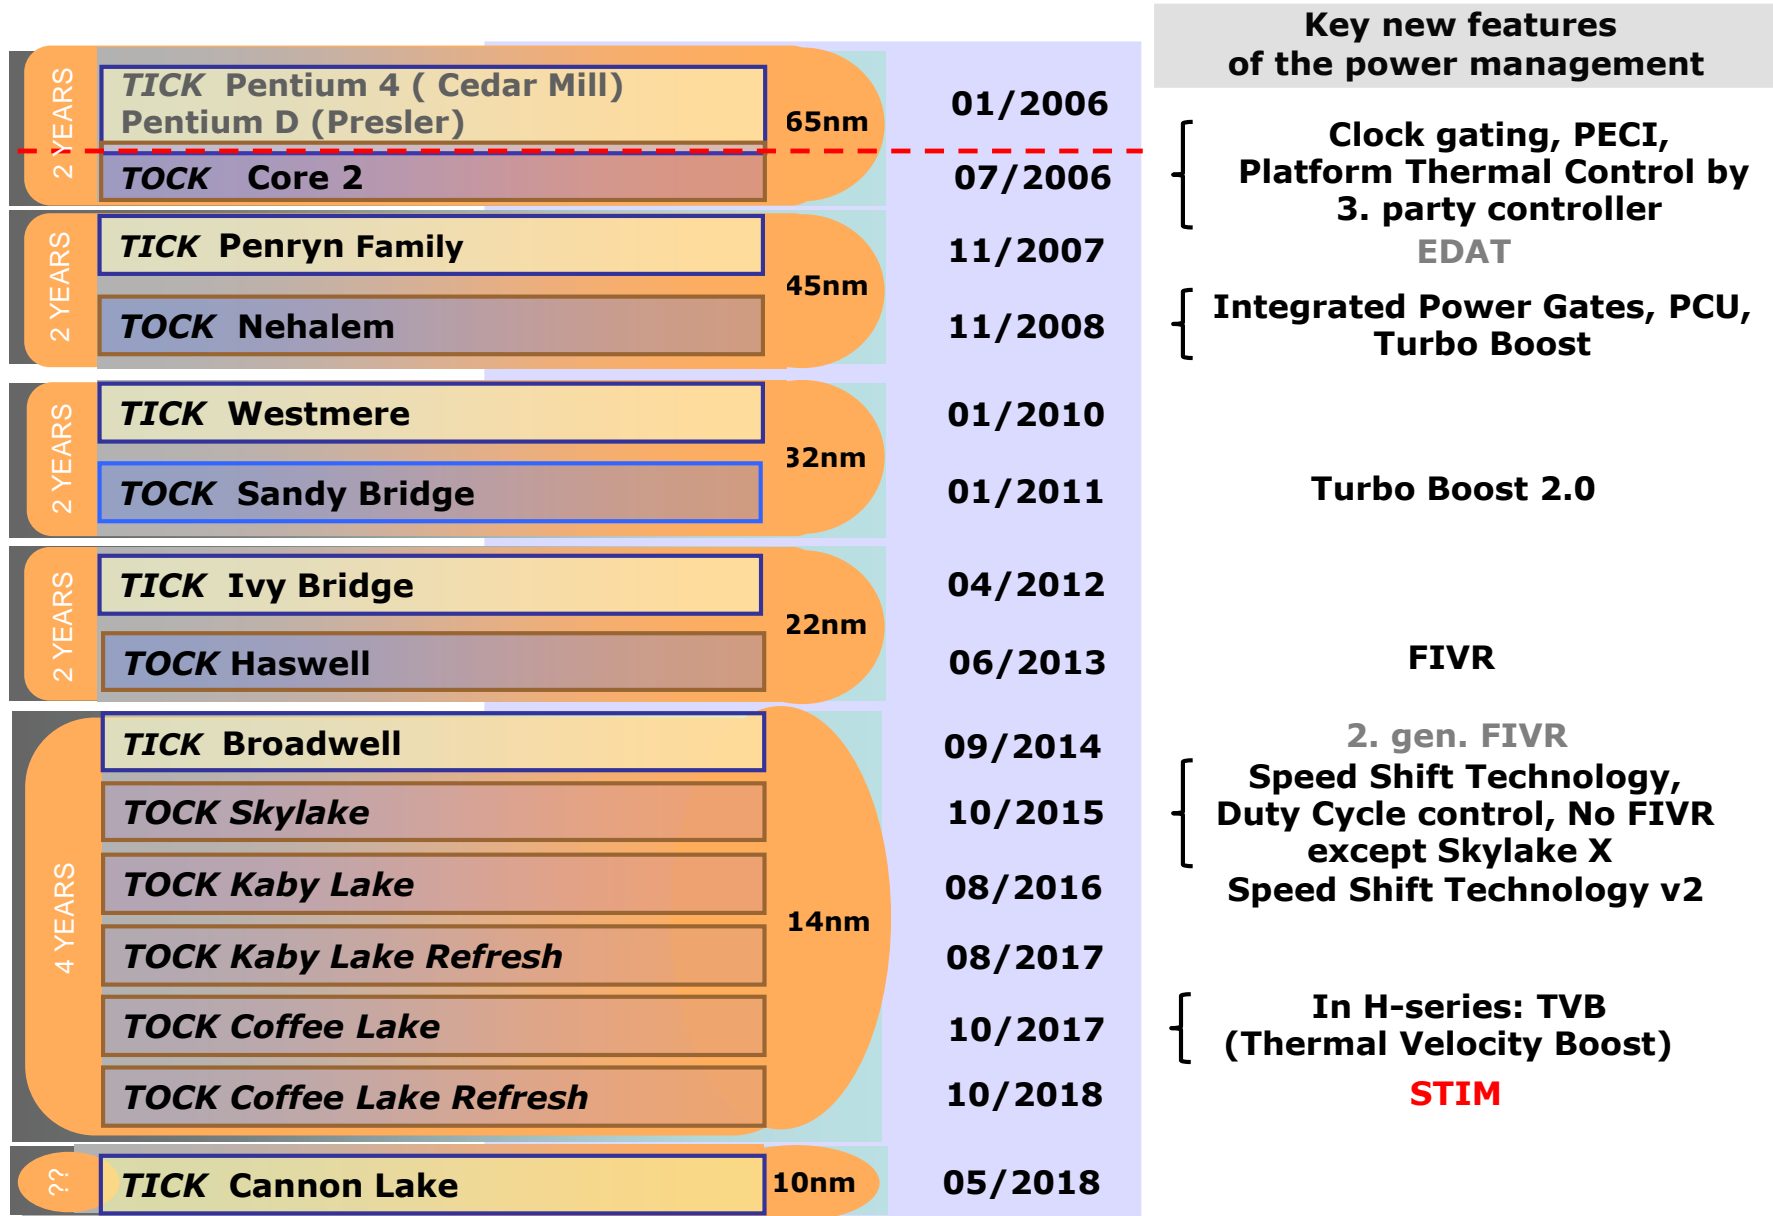 Key new features
of the power management
2 YEARS
TICK Pentium 4 ( Cedar Mill)
Pentium D (Presler)
65nm
01/2006
TOCK Core 2
07/2006
Clock gating, PECI,
Platform Thermal Control by
3. party controller
2 YEARS
TICK Penryn Family
45nm
11/2007
EDAT
TOCK Nehalem
11/2008
Integrated Power Gates, PCU,
Turbo Boost
2 YEARS
TICK Westmere
32nm
01/2010
TOCK Sandy Bridge
01/2011
Turbo Boost 2.0
2 YEARS
TICK Ivy Bridge
22nm
04/2012
TOCK Haswell
06/2013
FIVR
4 YEARS
TICK Broadwell
14nm
09/2014
2. gen. FIVR
TOCK Skylake
10/2015
Speed Shift Technology,
Duty Cycle control, No FIVR
except Skylake X
TOCK Kaby Lake
08/2016
Speed Shift Technology v2
TOCK Kaby Lake Refresh
08/2017
TOCK Coffee Lake
10/2017
In H-series: TVB
(Thermal Velocity Boost)
TOCK Coffee Lake Refresh
10/2018
STIM
??
TICK Cannon Lake
10nm
05/2018